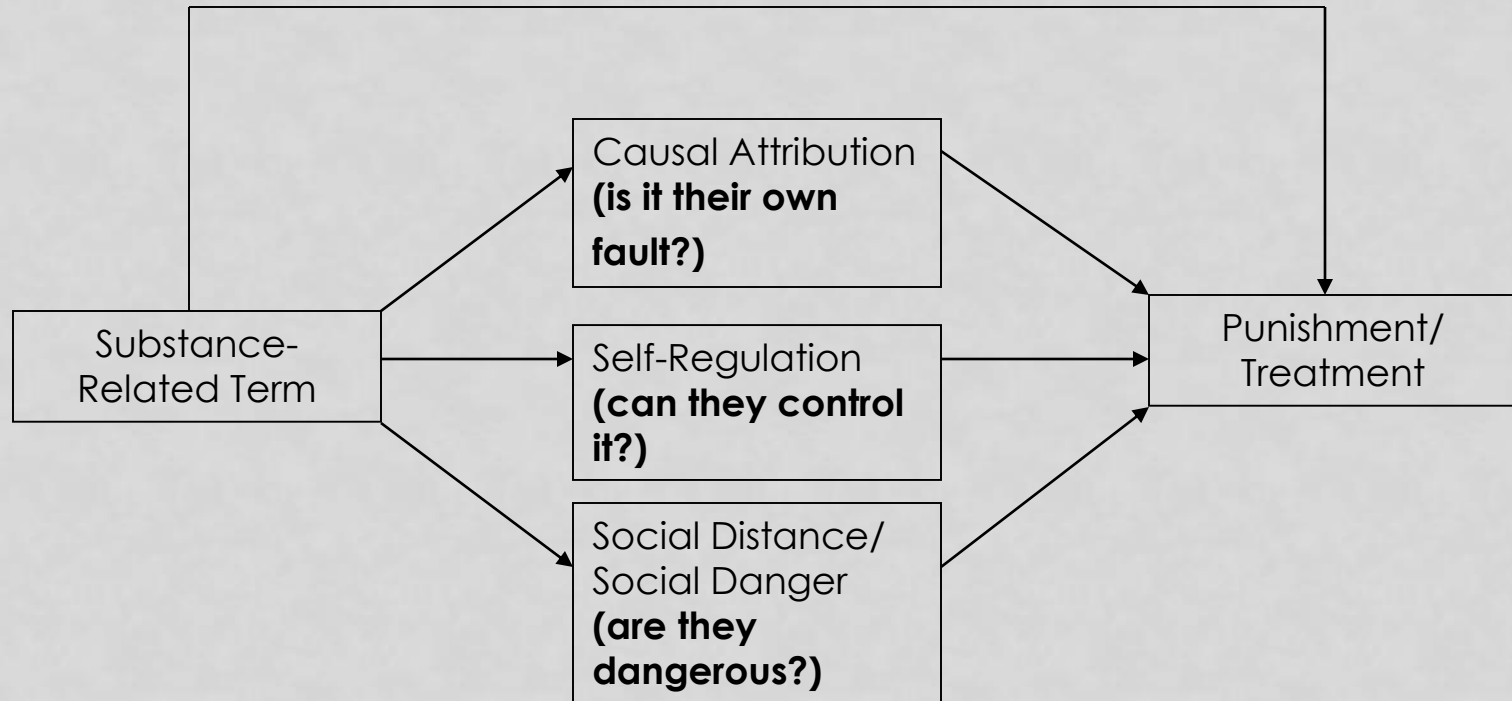 Causal Attribution
(is it their own
fault?)
Substance-
Related Term
Self-Regulation
(can they control
it?)
Punishment/
Treatment
Social Distance/
Social Danger
(are they
dangerous?)